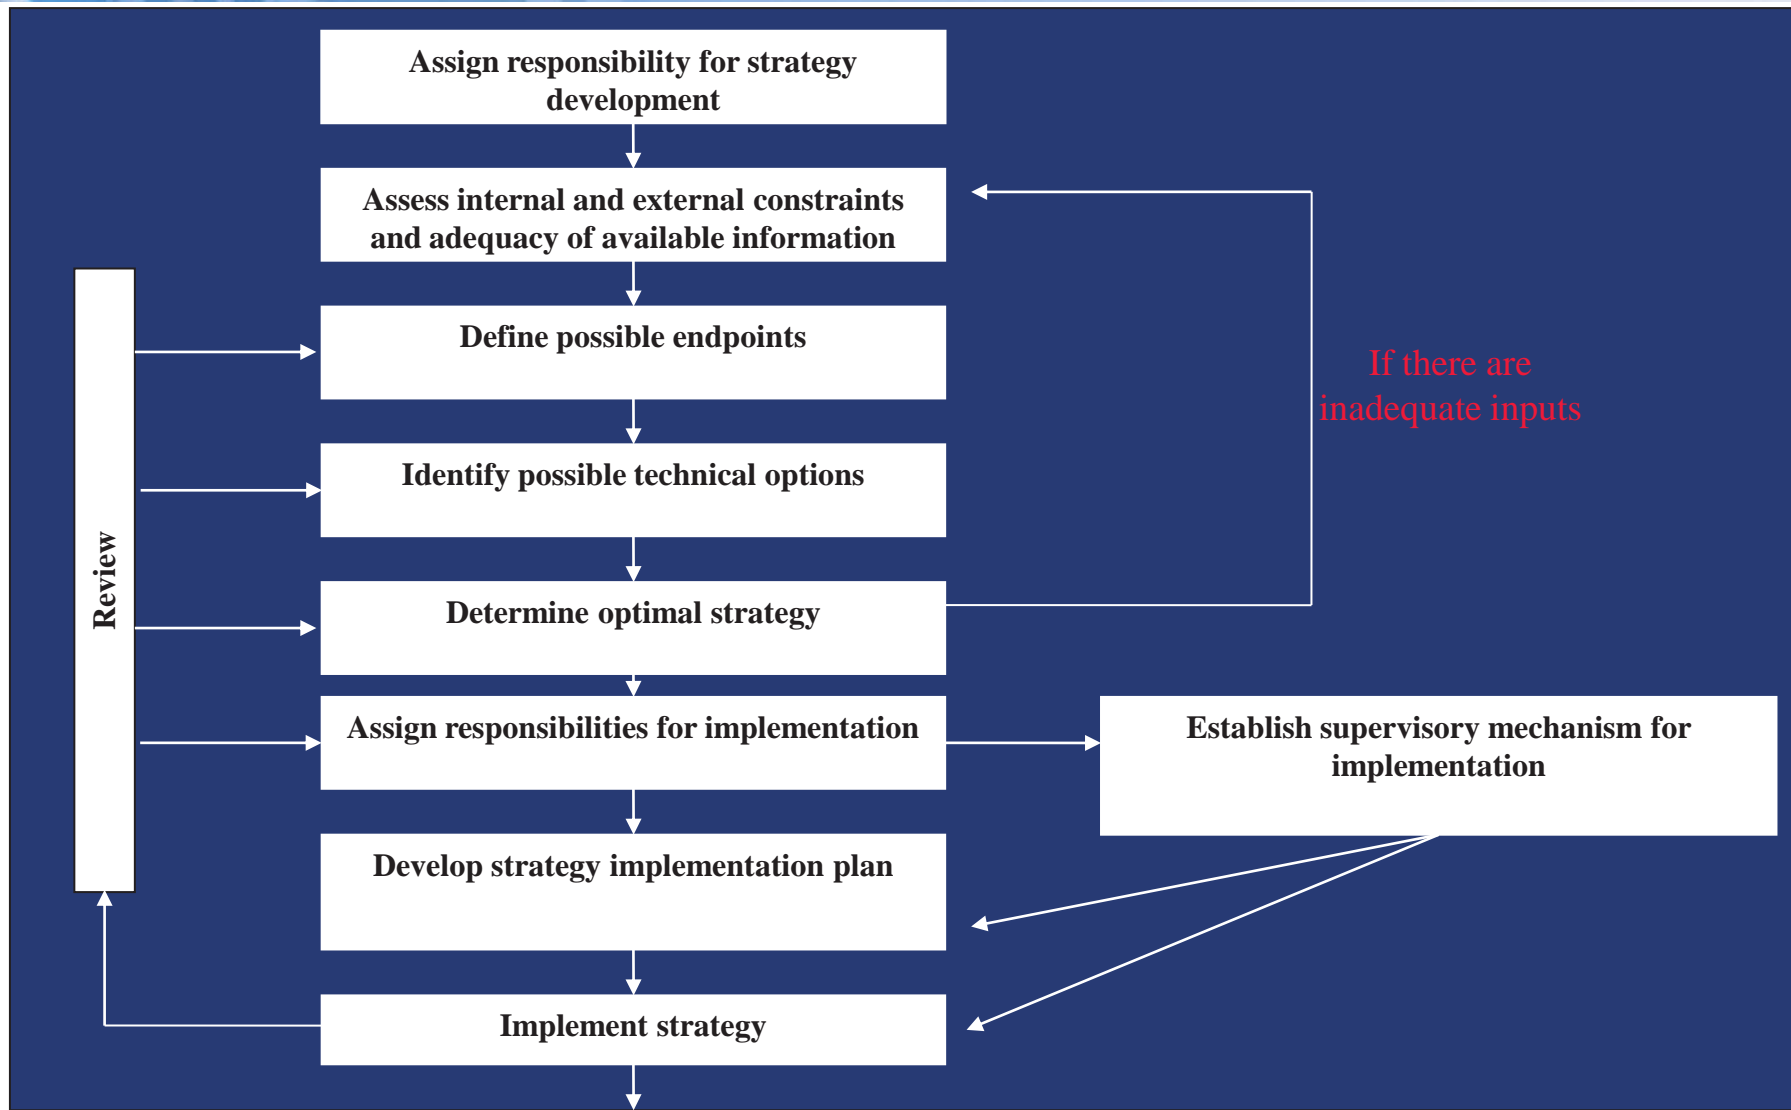 Assign responsibility for strategy
development
Assess internal and external constraints
and adequacy of available information
Define possible endpoints
If there are
inadequate inputs
Identify possible technical options
Review
Determine optimal strategy
Assign responsibilities for implementation
Establish supervisory mechanism for
implementation
Develop strategy implementation plan
Implement strategy